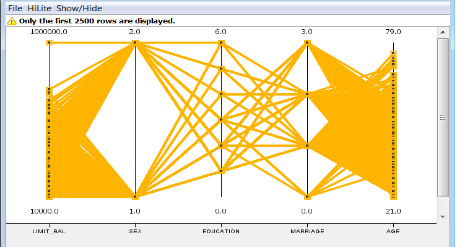 File HiLite Show/Hide
Only the first 2500 rows are displayed.
1000000.0 2.0 6.0 3.0 79.0
10000.0 1.0 0.0 0.0 21.0
LIMIT_BAL SEX EDUCATION MARRIAGE AGE